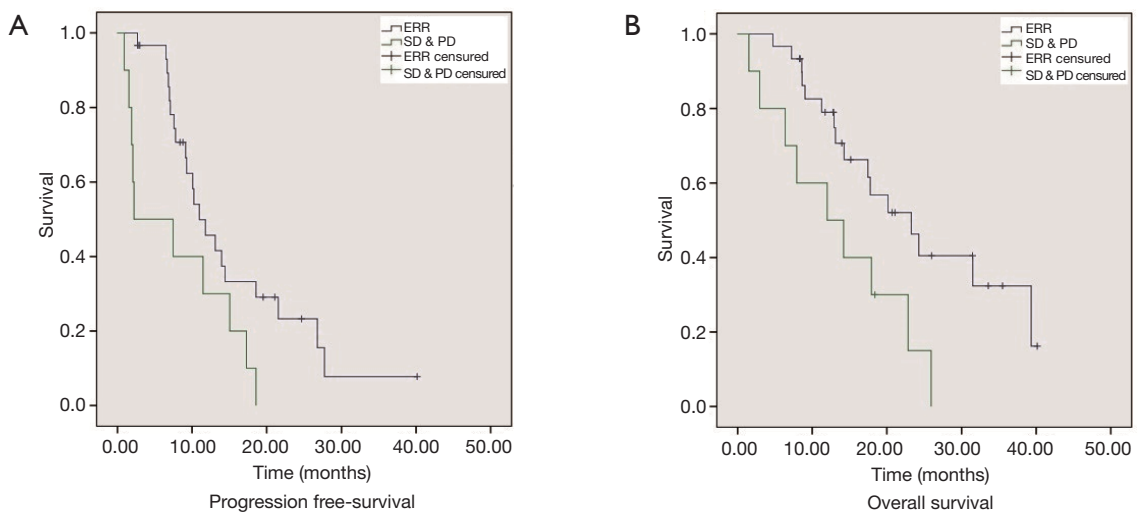 A
ERR
SD & PD
ERR censured
SD & PD censured
1.0
0.8
0.6
0.4
0.2
0.0
Survival
0.00 10.00 20.00 30.00 40.00 50.00
Time (months)
Progression free-survival
B
ERR
SD & PD
ERR censured
SD & PD censured
1.0
0.8
0.6
0.4
0.2
0.0
Survival
0.00 10.00 20.00 30.00 40.00 50.00
Time (months)
Overall survival